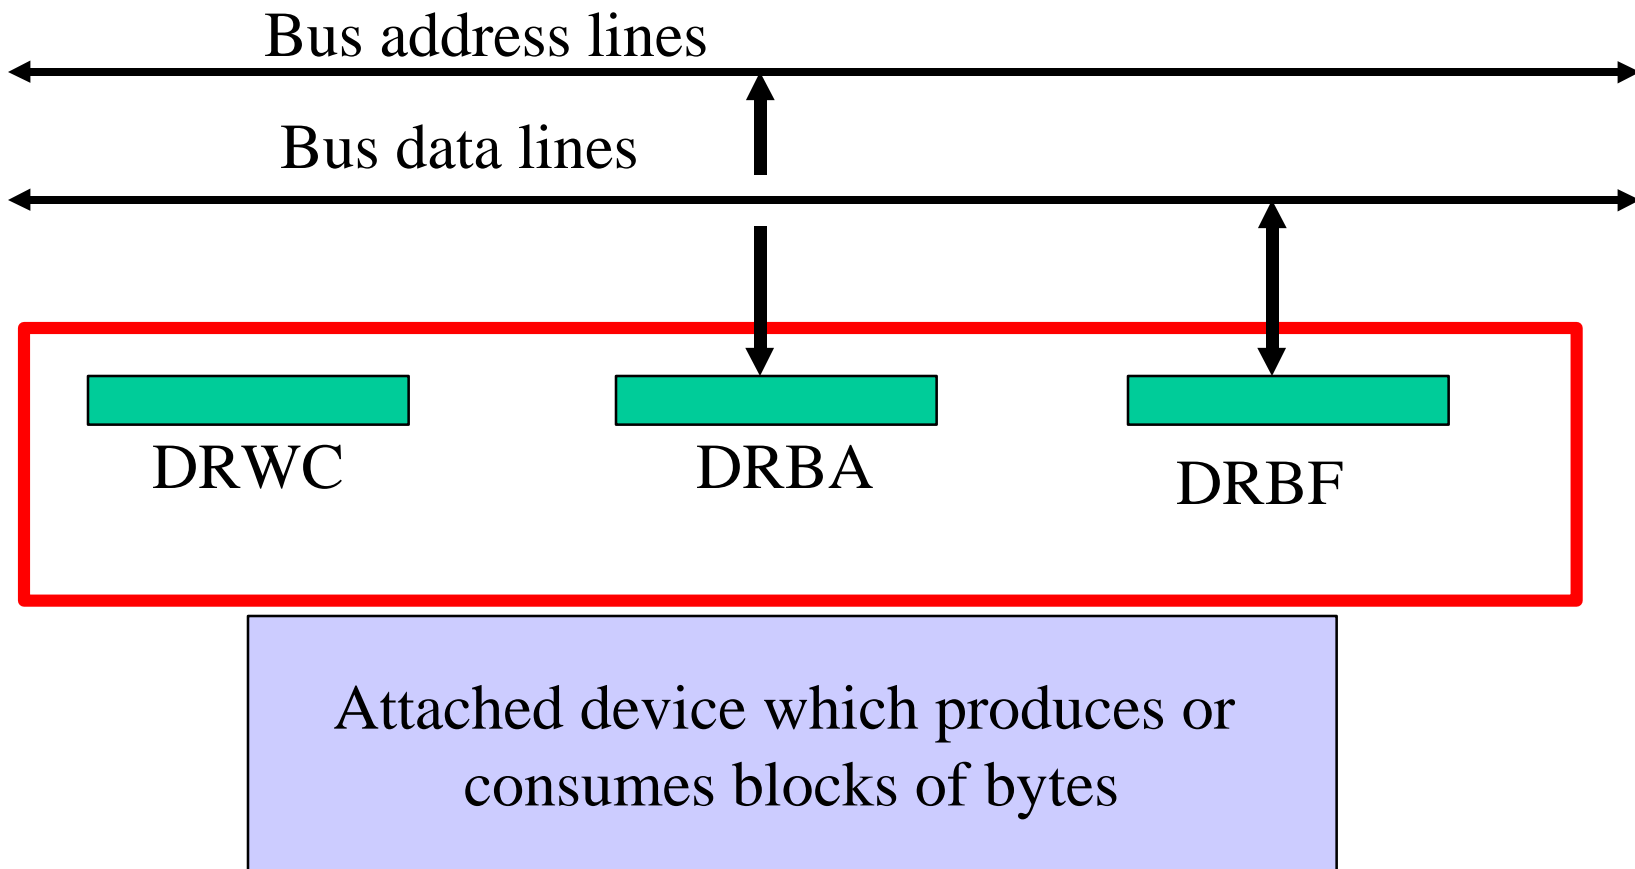 Bus address lines
Bus data lines
DRWC
DRBA
DRBF
Attached device which produces or
consumes blocks of bytes